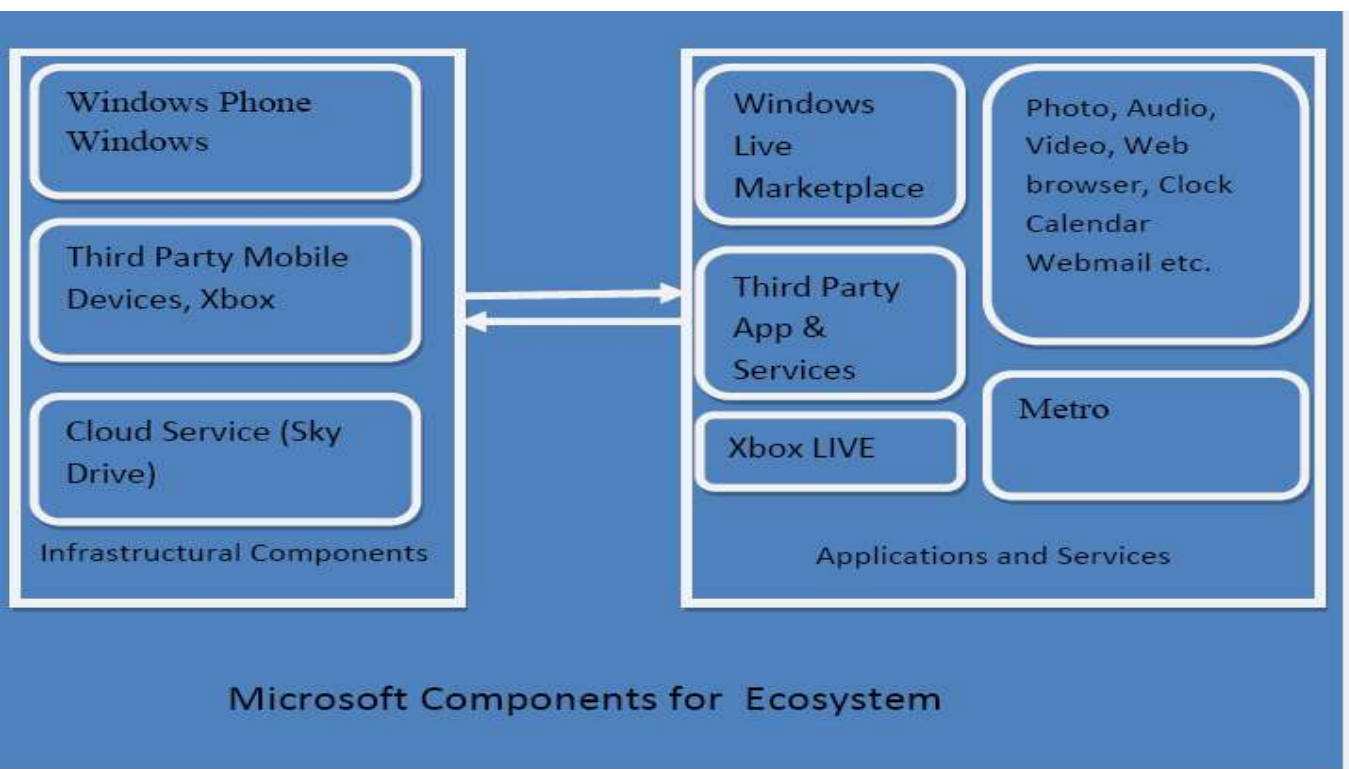 Windows Phone
Windows
Third Party Mobile
Devices, Xbox
Cloud Service (Sky
Drive)
Infrastructural Components
Windows
Live
Marketplace
Third Party
App &
Services
Xbox LIVE
Photo, Audio,
Video, Web
browser, Clock
Calendar
Webmail etc.
Metro
Applications and Services
Microsoft Components for Ecosystem